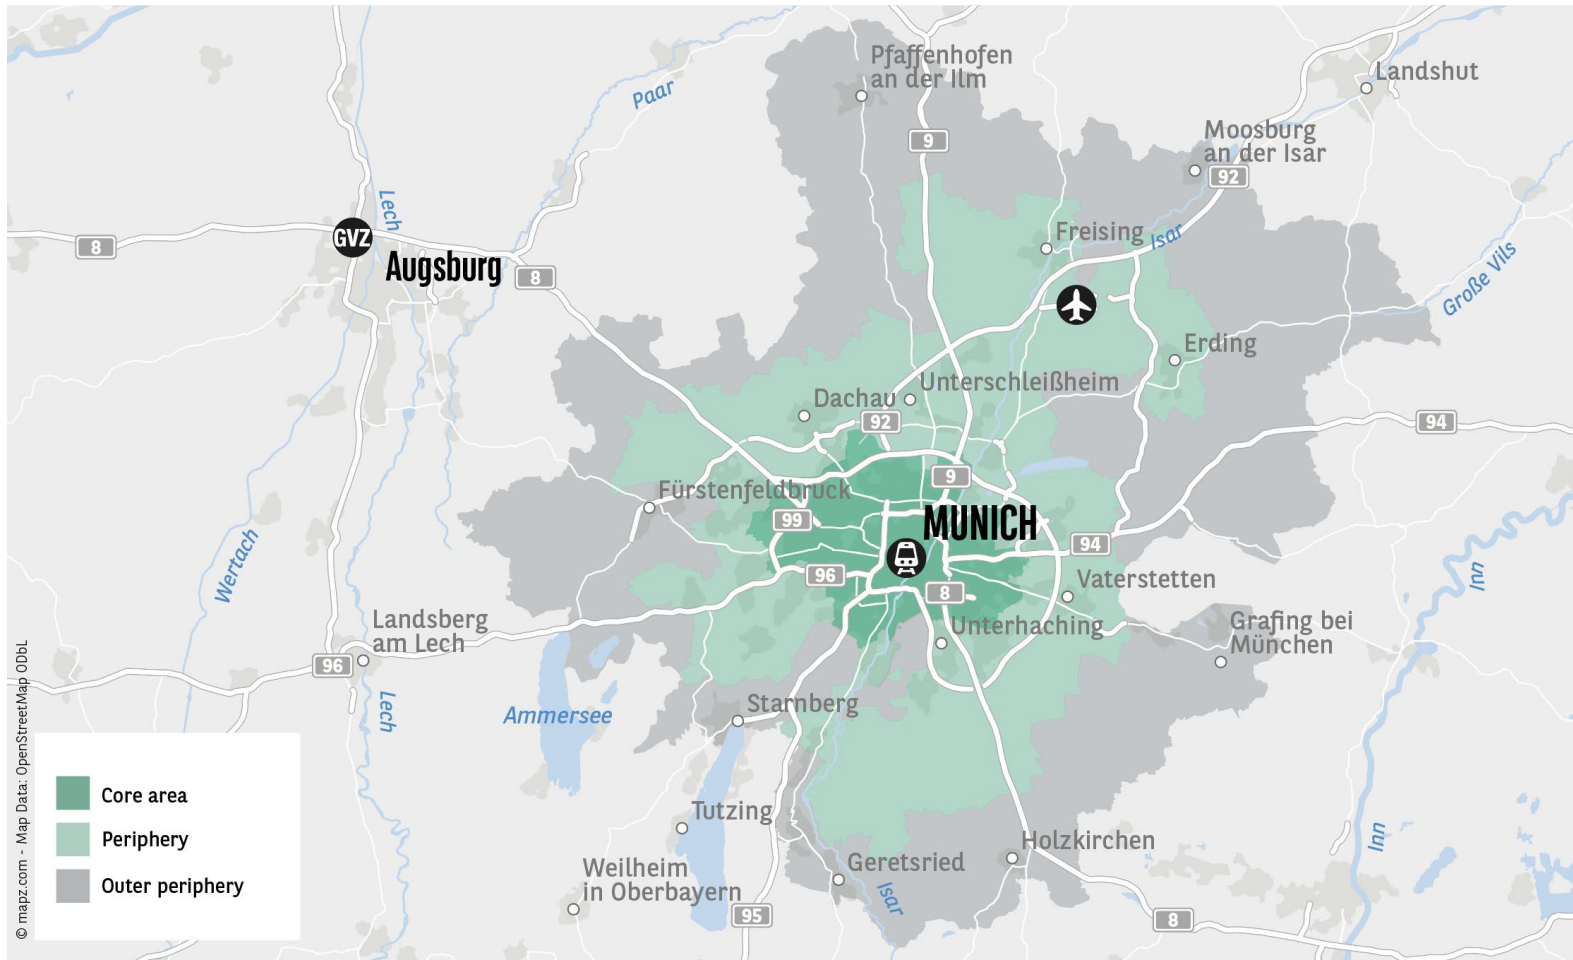 Pfaffenhofen
an der Ilm
Landshut
Paar
Moosburg
an der Isar
9
92
Lech
GVZ
Freising
Isar
8
Augsburg
8
Große Vils
Erding
Unterschleißheim
Dachau
92
94
9
Fürstenfeldbruck
99
MUNICH
94
Wertach
96
Vaterstetten
Inn
8
Landsberg
am Lech
Unterhaching
Grafing bei
München
96
Lech
Ammersee
Starnberg
Core area
Periphery
Outer periphery
Tutzing
Inn
Holzkirchen
Geretsried
Weilheim
in Oberbayern
Isar
95
8
© mapz.com - Map Data: OpenStreetMap ODbL